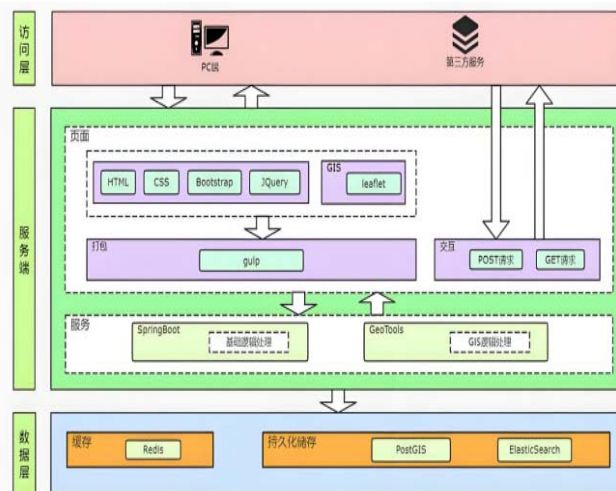 访问层
PC端
第三方服务
服务端
页面
HTML
CSS
Bootstrap
JQuery
GIS
leaflet
打包
gulp
交互
POST请求
GET请求
服务
SpringBoot
基础逻辑处理
GeoTools
GIS逻辑处理
数据层
缓存
Redis
持久化储存
PostGIS
ElasticSearch